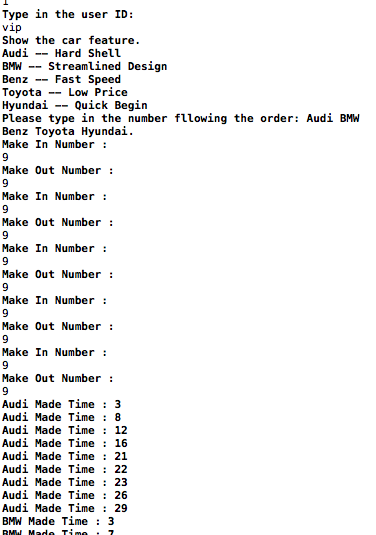 1
Type in the user ID:
vip
Show the car feature.
Audi —— Hard Shell
BMW —— Streamlined Design
Benz —— Fast Speed
Toyota —— Low Price
Hyundai —— Quick Begin
Please type in the number fllowing the order: Audi BMW
Benz Toyota Hyundai.
Make In Number :
9
Make Out Number :
9
Make In Number :
9
Make Out Number :
9
Make In Number :
9
Make Out Number :
9
Make In Number :
9
Make Out Number :
9
Make In Number :
9
Make Out Number :
9
Audi Made Time : 3
Audi Made Time : 8
Audi Made Time : 12
Audi Made Time : 16
Audi Made Time : 21
Audi Made Time : 22
Audi Made Time : 23
Audi Made Time : 26
Audi Made Time : 29
BMW Made Time : 3
BMW Made Time : 7